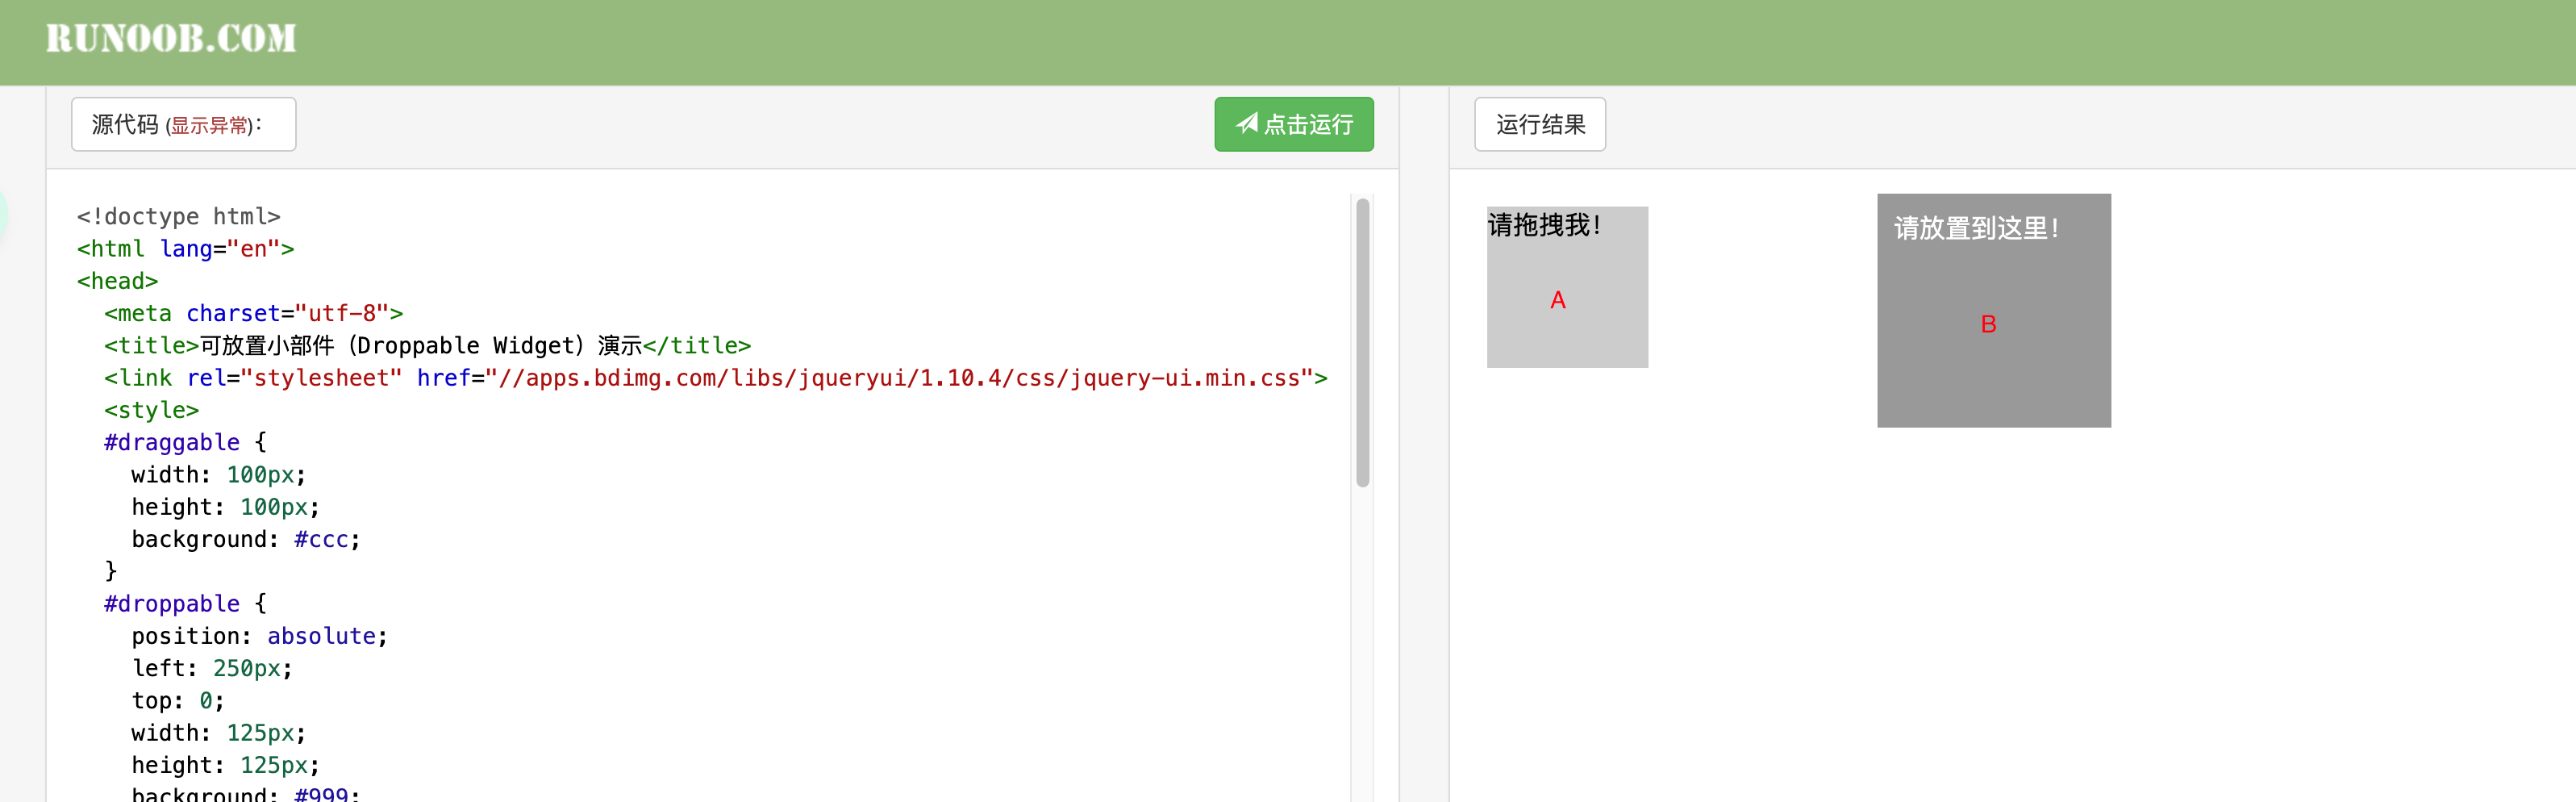 RUNOOB.COM
源代码 (显示异常)：
点击运行
<!doctype html>
<html lang="en">
<head>
<meta charset="utf-8">
<title>可放置小部件（Droppable Widget）演示</title>
<link rel="stylesheet" href="//apps.bdimg.com/libs/jqueryui/1.10.4/css/jquery-ui.min.css">
<style>
#draggable {
width: 100px;
height: 100px;
background: #ccc;
}
#droppable {
position: absolute;
left: 250px;
top: 0;
width: 125px;
height: 125px;
background: #999;
运行结果
请拖拽我！
A
请放置到这里！
B